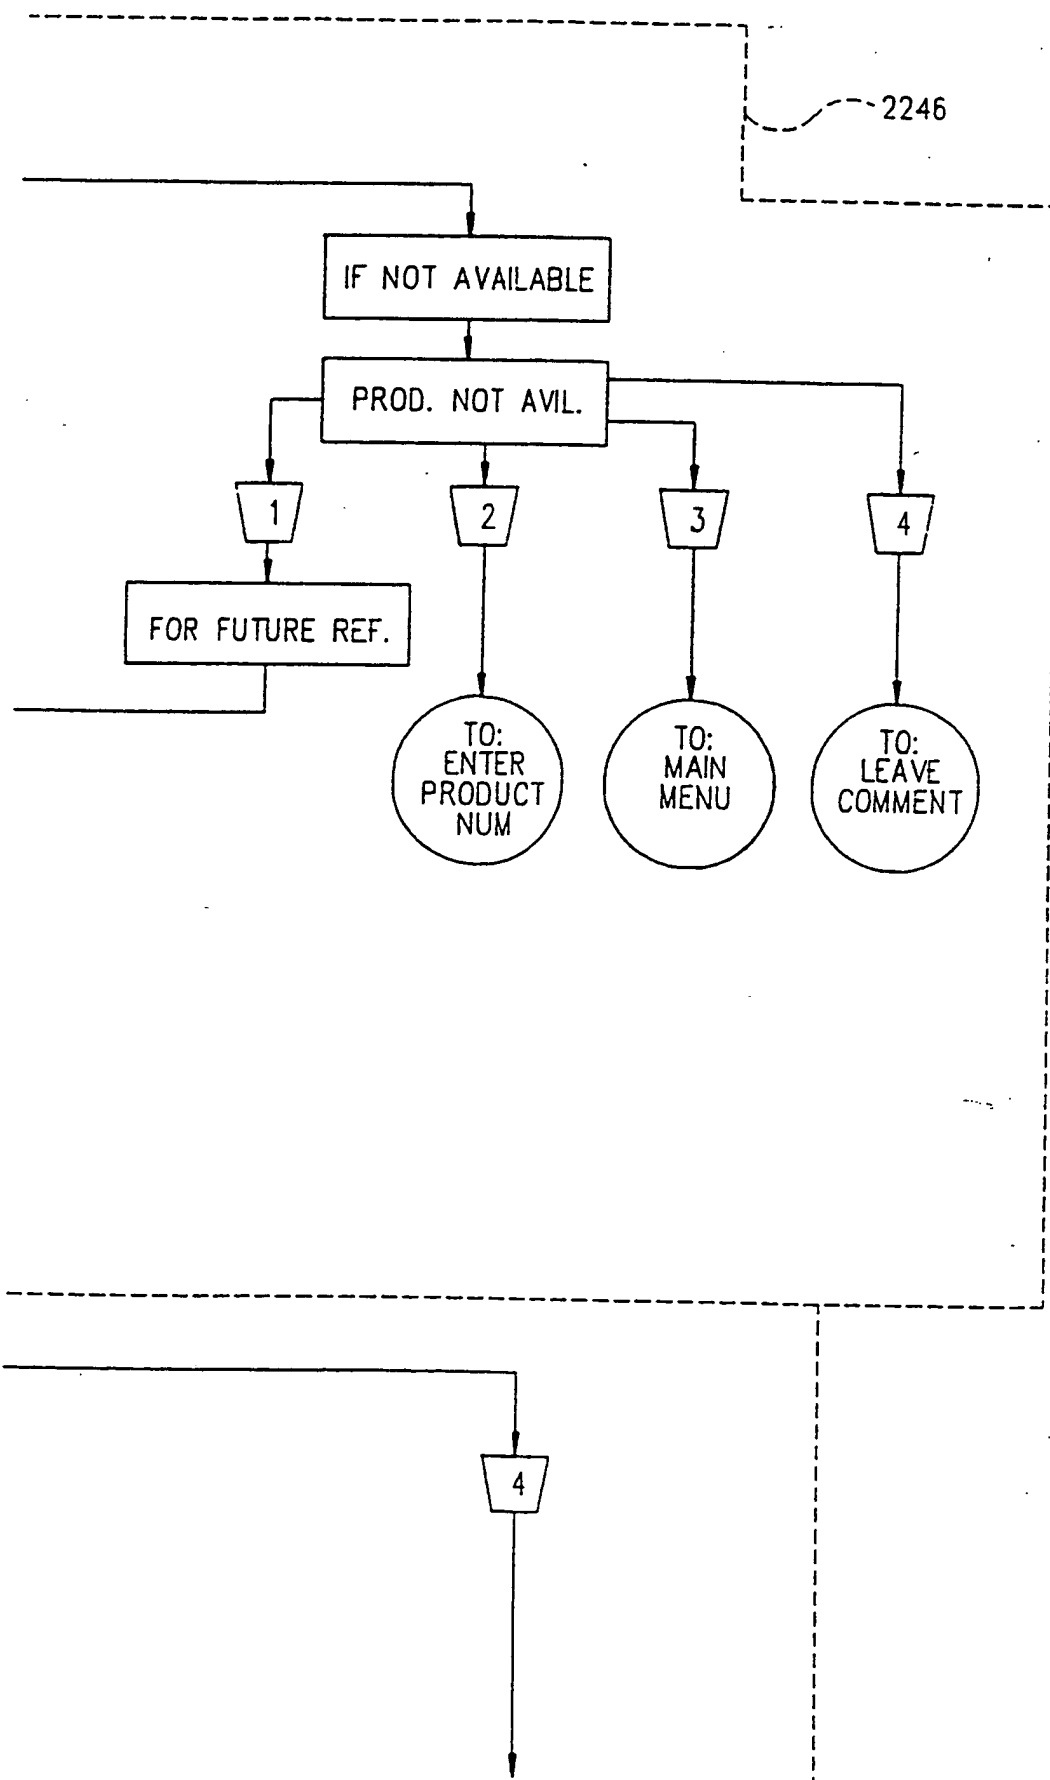 2246
IF NOT AVAILABLE
PROD. NOT AVIL.
1
2
3
4
FOR FUTURE REF.
TO:
ENTER
PRODUCT
NUM
TO:
MAIN
MENU
TO:
LEAVE
COMMENT
4